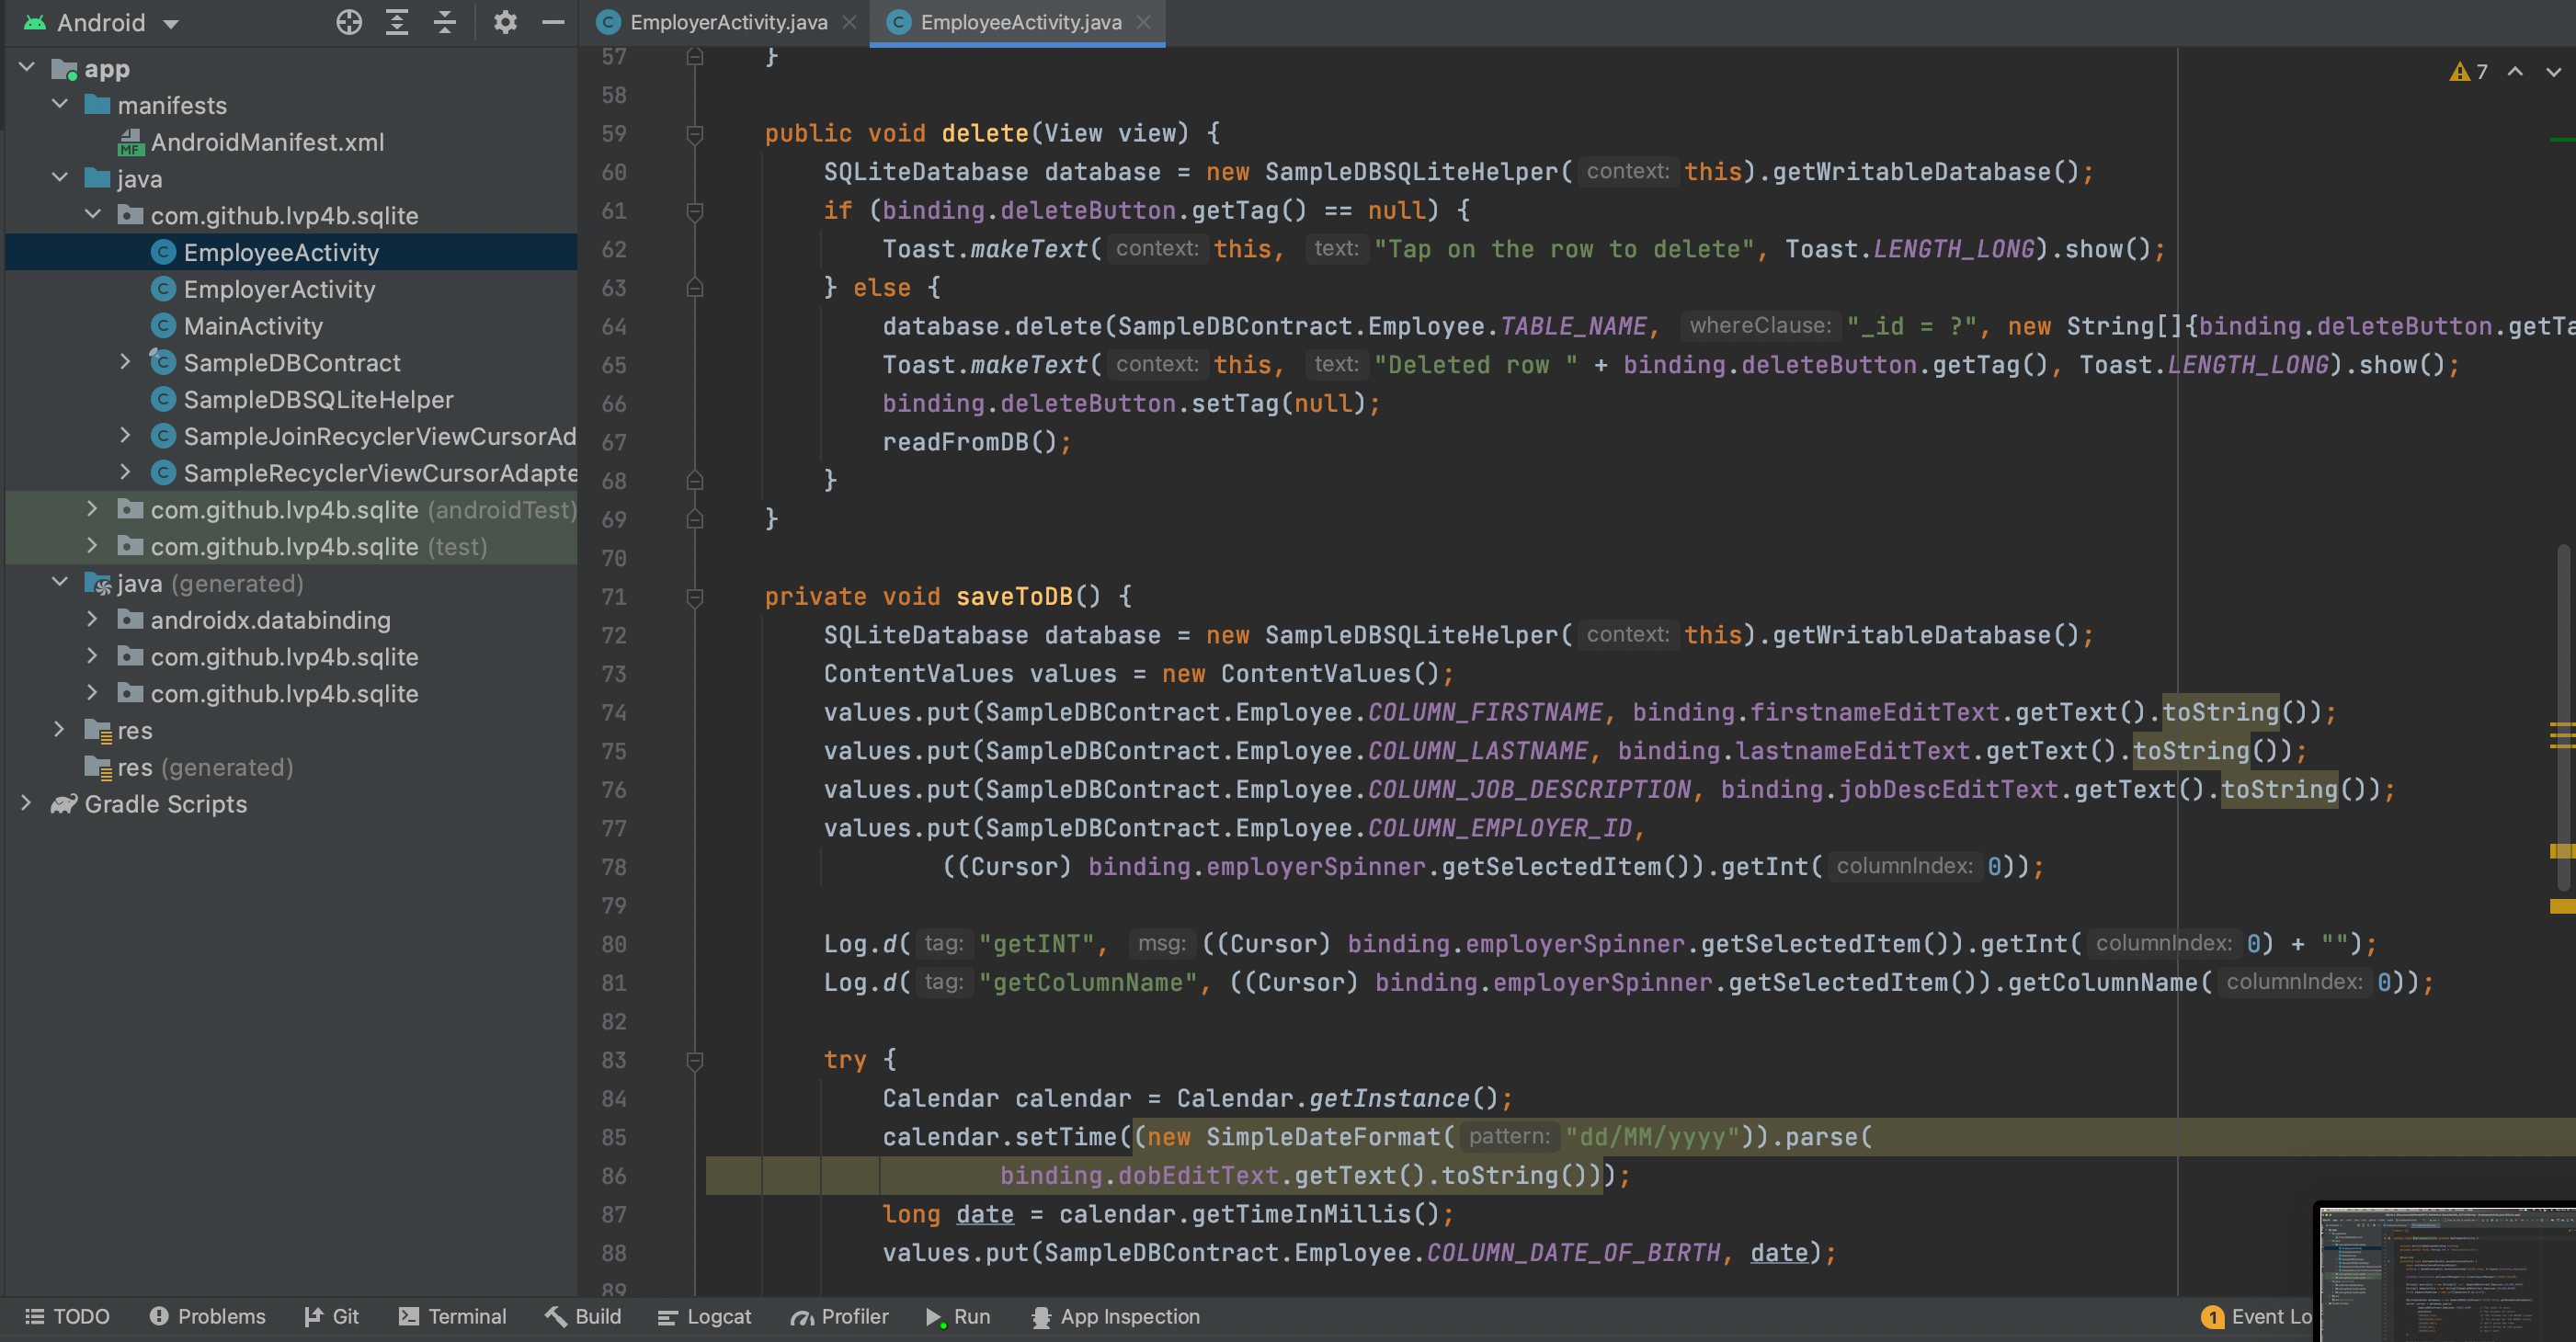 Android
EmployerActivity.java
EmployeeActivity.java
app
manifests
AndroidManifest.xml
java
com.github.lvp4b.sqlite
EmployeeActivity
EmployerActivity
MainActivity
SampleDBContract
SampleDBSQLiteHelper
SampleJoinRecyclerViewCursorAd
SampleRecyclerViewCursorAdapte
com.github.lvp4b.sqlite (androidTest)
com.github.lvp4b.sqlite (test)
java (generated)
androidx.databinding
com.github.lvp4b.sqlite
com.github.lvp4b.sqlite
res
res (generated)
Gradle Scripts
7
57 }
58
59 public void delete(View view) {
60 SQLiteDatabase database = new SampleDBSQLiteHelper( context: this).getWritableDatabase();
61 if (binding.deleteButton.getTag() == null) {
62 Toast.makeText( context: this, text: "Tap on the row to delete", Toast.LENGTH_LONG).show();
63 } else {
64 database.delete(SampleDBContract.Employee.TABLE_NAME, whereClause: "_id = ?", new String[]{binding.deleteButton.getTa
65 Toast.makeText( context: this, text: "Deleted row " + binding.deleteButton.getTag(), Toast.LENGTH_LONG).show();
66 binding.deleteButton.setTag(null);
67 readFromDB();
68 }
69 }
70
71 private void saveToDB() {
72 SQLiteDatabase database = new SampleDBSQLiteHelper( context: this).getWritableDatabase();
73 ContentValues values = new ContentValues();
74 values.put(SampleDBContract.Employee.COLUMN_FIRSTNAME, binding.firstnameEditText.getText().toString());
75 values.put(SampleDBContract.Employee.COLUMN_LASTNAME, binding.lastnameEditText.getText().toString());
76 values.put(SampleDBContract.Employee.COLUMN_JOB_DESCRIPTION, binding.jobDescEditText.getText().toString());
77 values.put(SampleDBContract.Employee.COLUMN_EMPLOYER_ID,
78 ((Cursor) binding.employerSpinner.getSelectedItem()).getInt( columnIndex: 0));
79
80 Log.d( tag: "getINT", msg: ((Cursor) binding.employerSpinner.getSelectedItem()).getInt( columnIndex: 0) + "");
81 Log.d( tag: "getColumnName", ((Cursor) binding.employerSpinner.getSelectedItem()).getColumnName( columnIndex: 0));
82
83 try {
84 Calendar calendar = Calendar.getInstance();
85 calendar.setTime((new SimpleDateFormat( pattern: "dd/MM/yyyy")).parse(
86 binding.dobEditText.getText().toString()));
87 long date = calendar.getTimeInMillis();
88 values.put(SampleDBContract.Employee.COLUMN_DATE_OF_BIRTH, date);
89
TODO Problems Git Terminal Build Logcat Profiler Run App Inspection 1 Event Lo